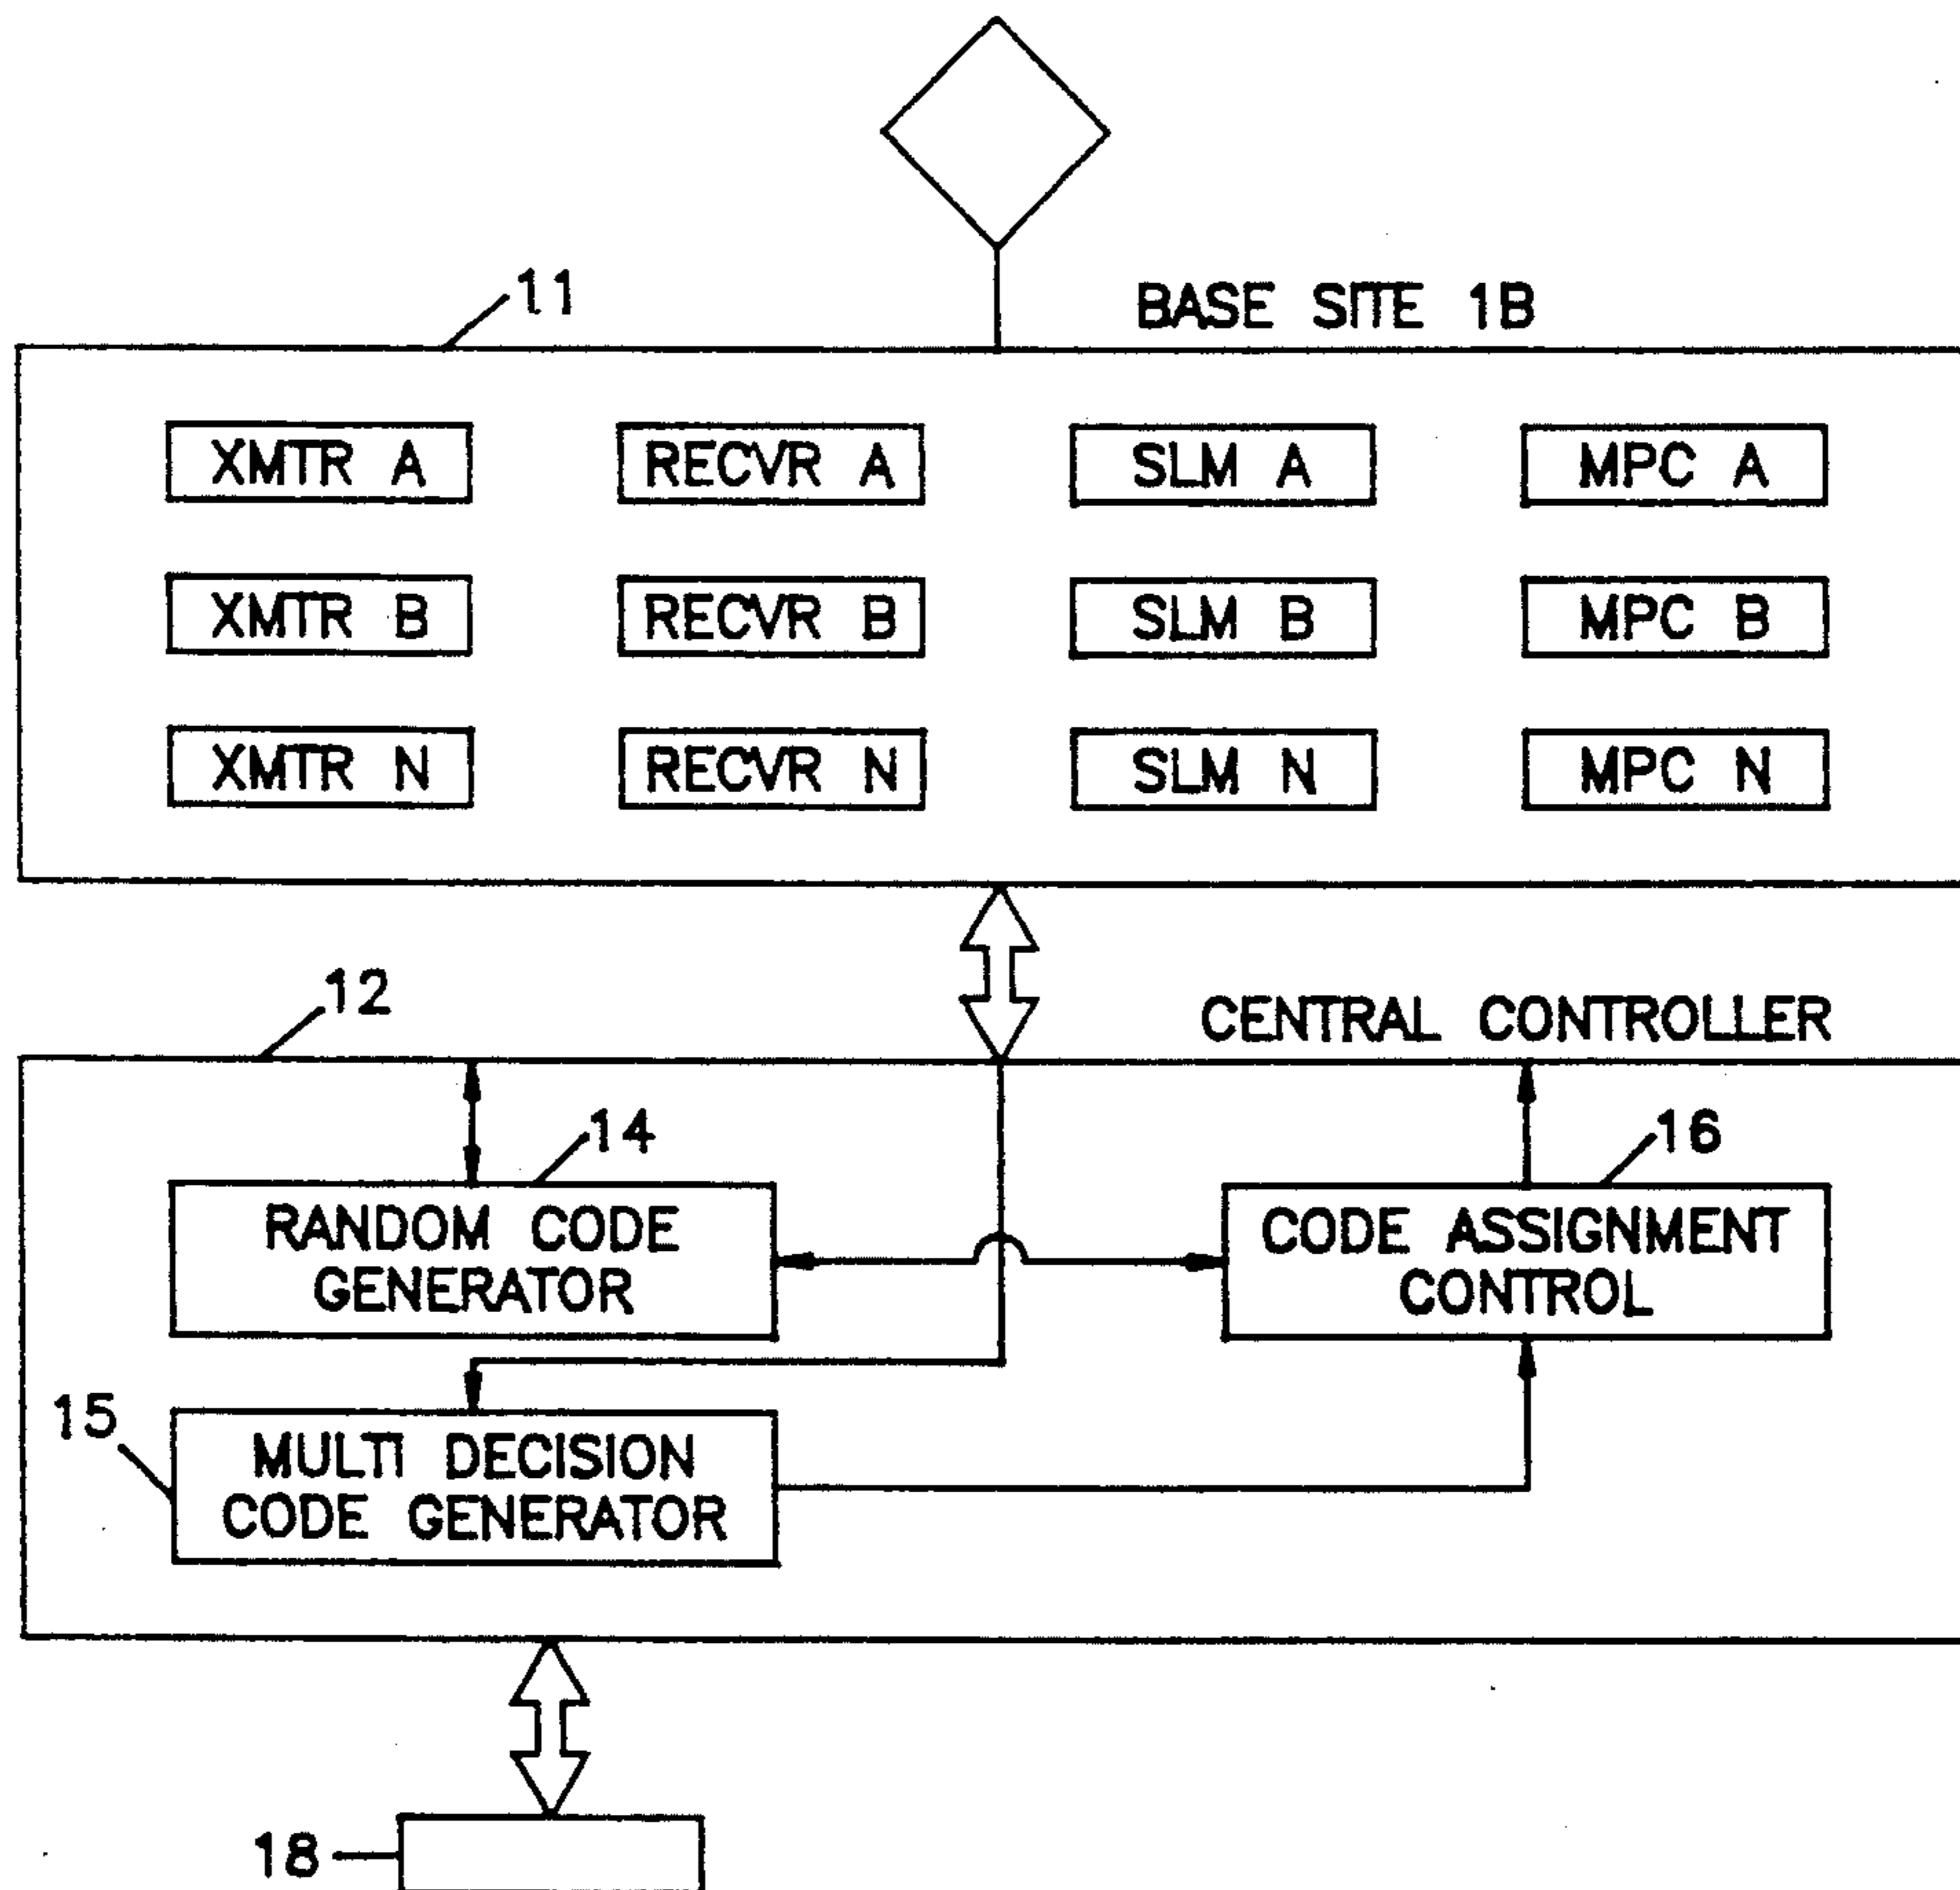 11
BASE SITE 1B
XMTR A RECVR A SLM A MPC A
XMTR B RECVR B SLM B MPC B
XMTR N RECVR N SLM N MPC N
12
CENTRAL CONTROLLER
14
16
RANDOM CODE
GENERATOR
CODE ASSIGNMENT
CONTROL
15
MULTI DECISION
CODE GENERATOR
18